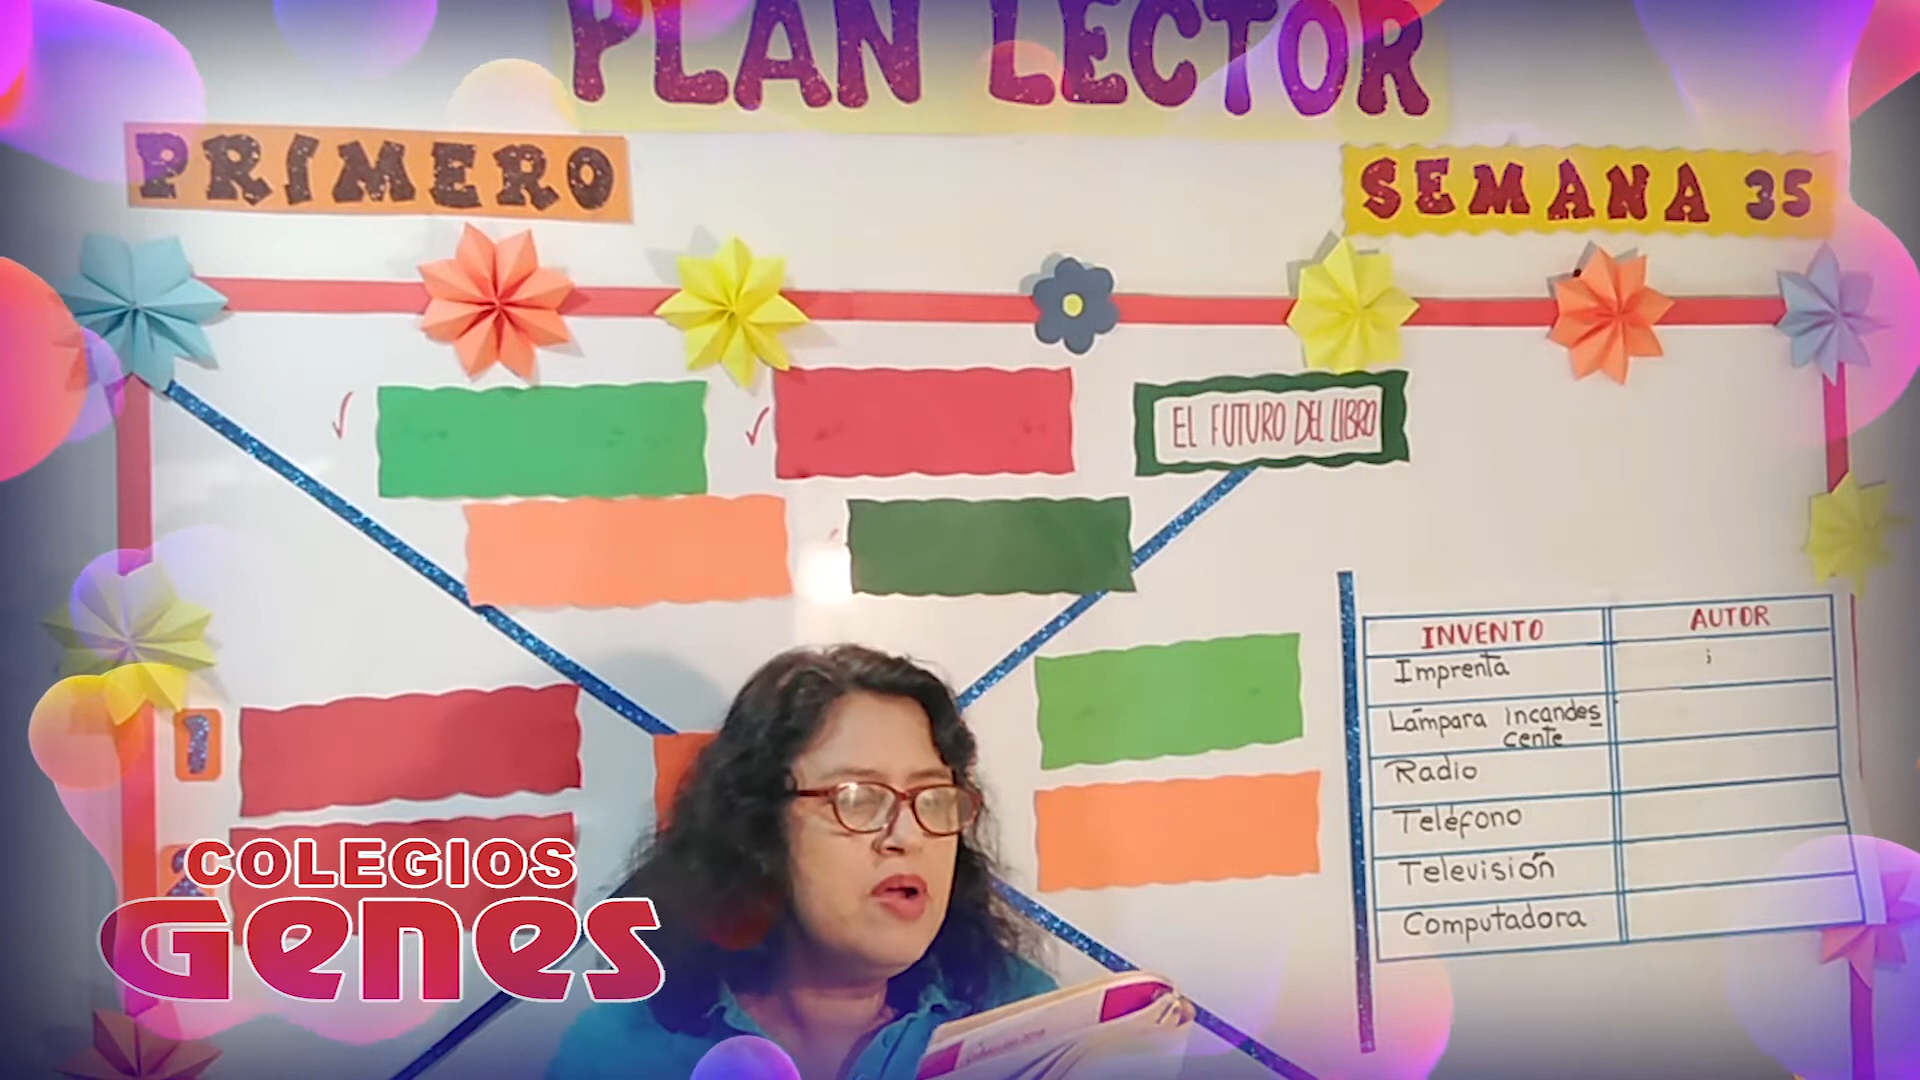 PLAN LECTOR
PRIMERO
SEMANA 35
EL FUTURO DEL LIBRO
INVENTO AUTOR
Imprenta
Lámpara incandes
cente
Radio
Teléfono
Televisión
Computadora
1
COLEGIOS
Genes